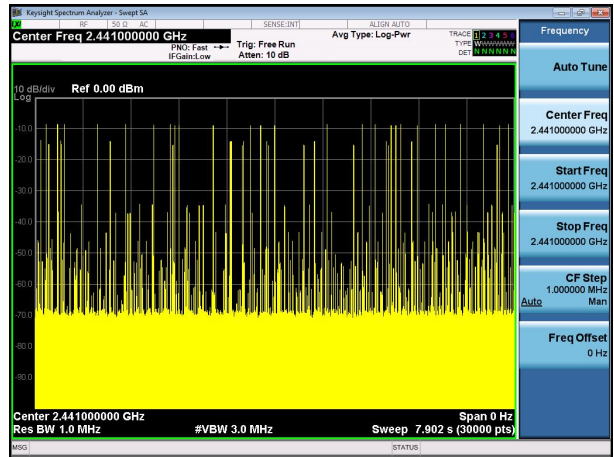 Keysight Spectrum Analyzer - Swept SA
RF 50 Ω AC SENSE:INT ALIGN AUTO
Center Freq 2.441000000 GHz
PNO: Fast
IFGain:Low
Trig: Free Run
Atten: 10 dB
Avg Type: Log-Pwr
TRACE 1 2 3 4 5 6
TYPE WWWWWW
DET N N N N N N
10 dB/div Ref 0.00 dBm
Log
-10.0
-20.0
-30.0
-40.0
-50.0
-60.0
-70.0
-80.0
-90.0
Center 2.441000000 GHz Span 0 Hz
Res BW 1.0 MHz #VBW 3.0 MHz Sweep 7.902 s (30000 pts)
MSG STATUS
Frequency
Auto Tune
Center Freq
2.441000000 GHz
Start Freq
2.441000000 GHz
Stop Freq
2.441000000 GHz
CF Step
1.000000 MHz
Auto Man
Freq Offset
0 Hz